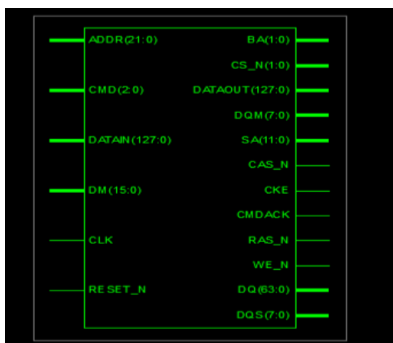 ADDR(21:0) BA(1:0)
CS_N(1:0)
CMD(2:0) DATAOUT(127:0)
DQM(7:0)
DATAIN(127:0) SA(11:0)
CAS_N
DM(15:0) CKE
CMDACK
CLK RAS_N
WE_N
RESET_N DQ(63:0)
DQS(7:0)